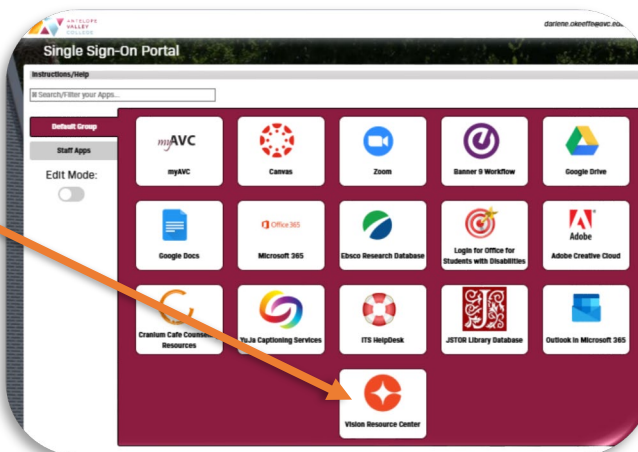 ANTELOPE
VALLEY
COLLEGE
darlene.okeeffe@avc.edu
Single Sign-On Portal
Instructions/Help
Search/Filter your Apps...
Default Group
Staff Apps
Edit Mode:
myAVC
myAVC
Canvas
Zoom
Banner 9 Workflow
Google Drive
Office 365
Adobe
Google Docs
Microsoft 365
Ebsco Research Database
Login for Office for
Students with Disabilities
Adobe Creative Cloud
JSTOR
Cranium Cafe
Resources
YuJa Captioning Services
ITS HelpDesk
JSTOR Library Database
Outlook in Microsoft 365
Vision Resource Center